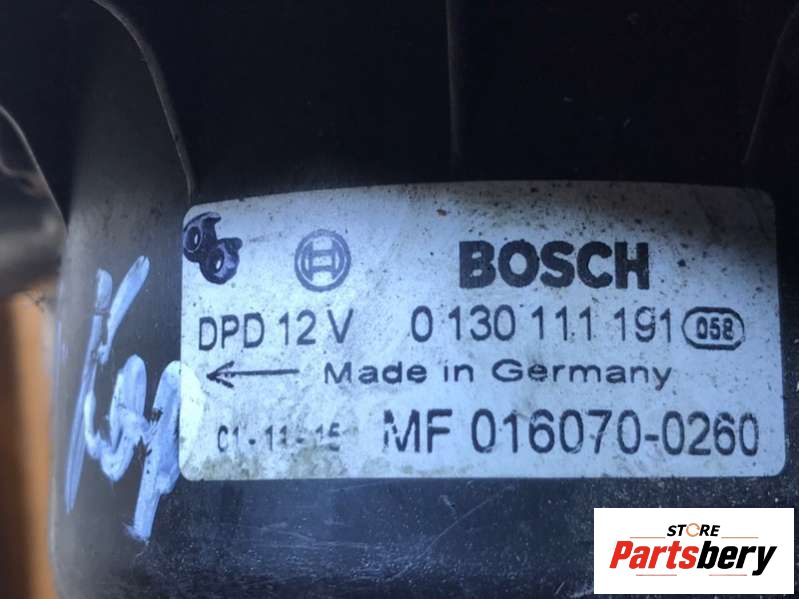 BOSCH
DPD 12 V 0 130 111 191 058
← Made in Germany
01-11-15 MF 016070-0260
STORE
Partsbery